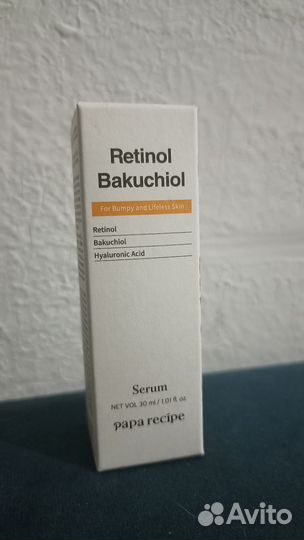 Retinol
Bakuchiol
For Bumpy and Lifeless Skin
Retinol
Bakuchiol
Hyaluronic Acid
Serum
NET VOL 30 ml / 1.01 fl. oz
papa recipe
Avito